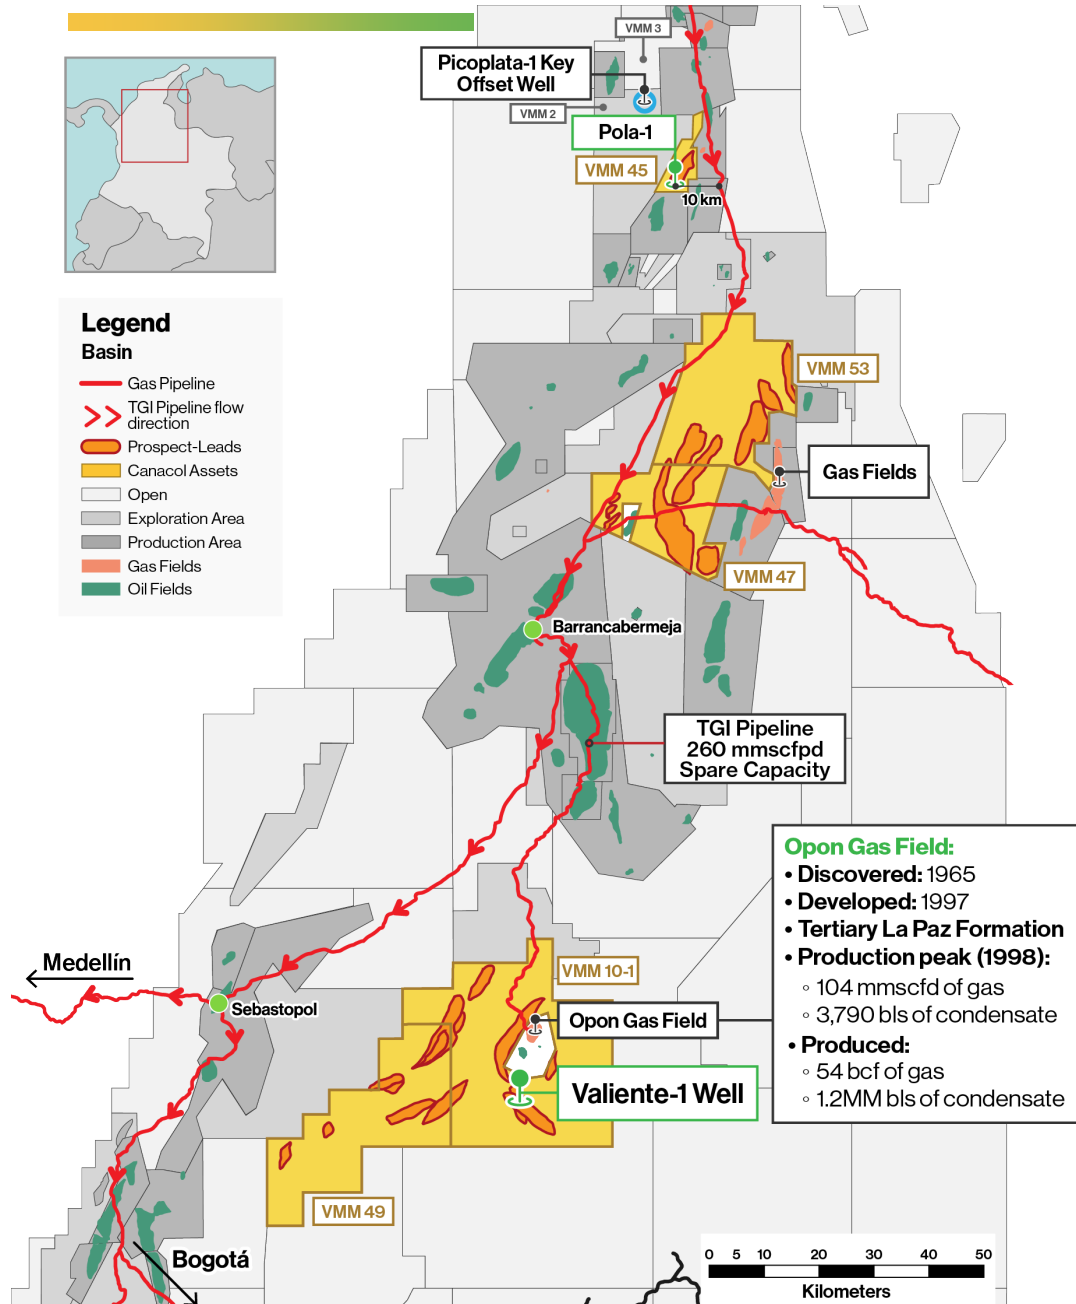 VMM 3
Picoplata-1 Key
Offset Well
VMM 2
Pola-1
VMM 45
10 km
Legend
Basin
Gas Pipeline
TGI Pipeline flow
direction
Prospect-Leads
Canacol Assets
Open
Exploration Area
Production Area
Gas Fields
Oil Fields
VMM 53
Gas Fields
VMM 47
Barrancabermeja
TGI Pipeline
260 mmscfpd
Spare Capacity
Opon Gas Field:
• Discovered: 1965
• Developed: 1997
• Tertiary La Paz Formation
• Production peak (1998):
◦ 104 mmscfd of gas
◦ 3,790 bls of condensate
• Produced:
◦ 54 bcf of gas
◦ 1.2MM bls of condensate
Medellín
VMM 10-1
Sebastopol
Opon Gas Field
Valiente-1 Well
VMM 49
Bogotá
0 5 10 20 30 40 50
Kilometers